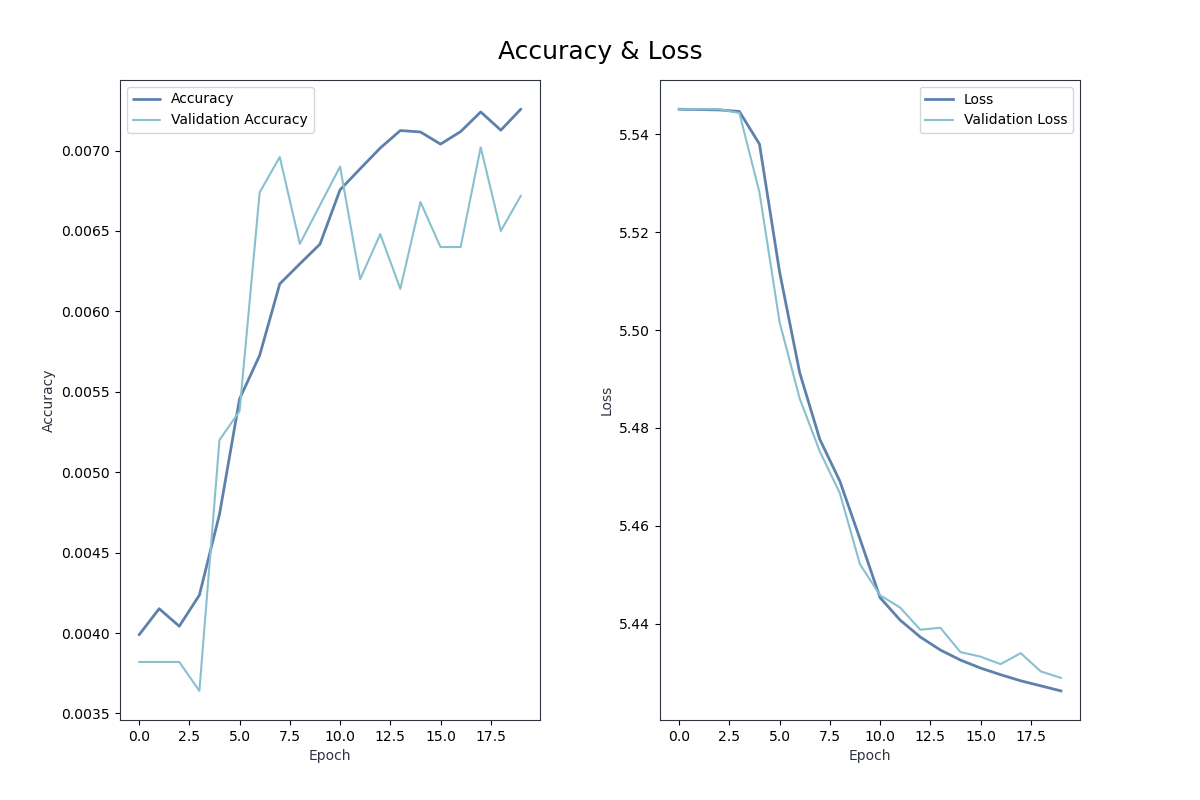 Accuracy & Loss
Accuracy
Validation Accuracy
0.0070
0.0065
0.0060
0.0055
0.0050
0.0045
0.0040
0.0035
Accuracy
0.0 2.5 5.0 7.5 10.0 12.5 15.0 17.5
Epoch
Loss
Validation Loss
5.54
5.52
5.50
5.48
5.46
5.44
Loss
0.0 2.5 5.0 7.5 10.0 12.5 15.0 17.5
Epoch